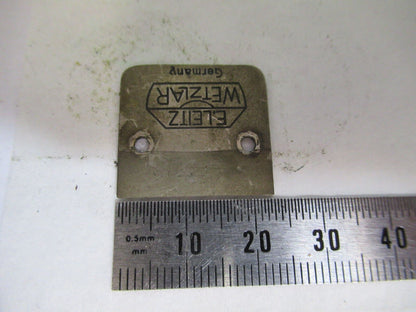 E.LEITZ
WETZLAR
Germany
0.5mm
mm
10 20 30 40